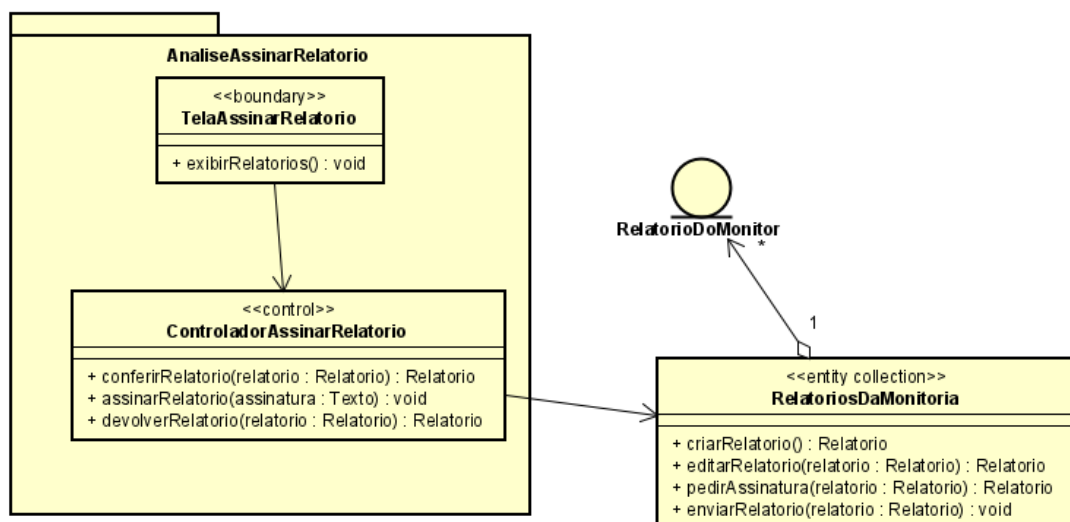 AnaliseAssinarRelatorio
<<boundary>>
TelaAssinarRelatorio
+ exibirRelatorios() : void
<<control>>
ControladorAssinarRelatorio
+ conferirRelatorio(relatorio : Relatorio) : Relatorio
+ assinarRelatorio(assinatura : Texto) : void
+ devolverRelatorio(relatorio : Relatorio) : Relatorio
RelatorioDoMonitor
*
1
<<entity collection>>
RelatoriosDaMonitoria
+ criarRelatorio() : Relatorio
+ editarRelatorio(relatorio : Relatorio) : Relatorio
+ pedirAssinatura(relatorio : Relatorio) : Relatorio
+ enviarRelatorio(relatorio : Relatorio) : void